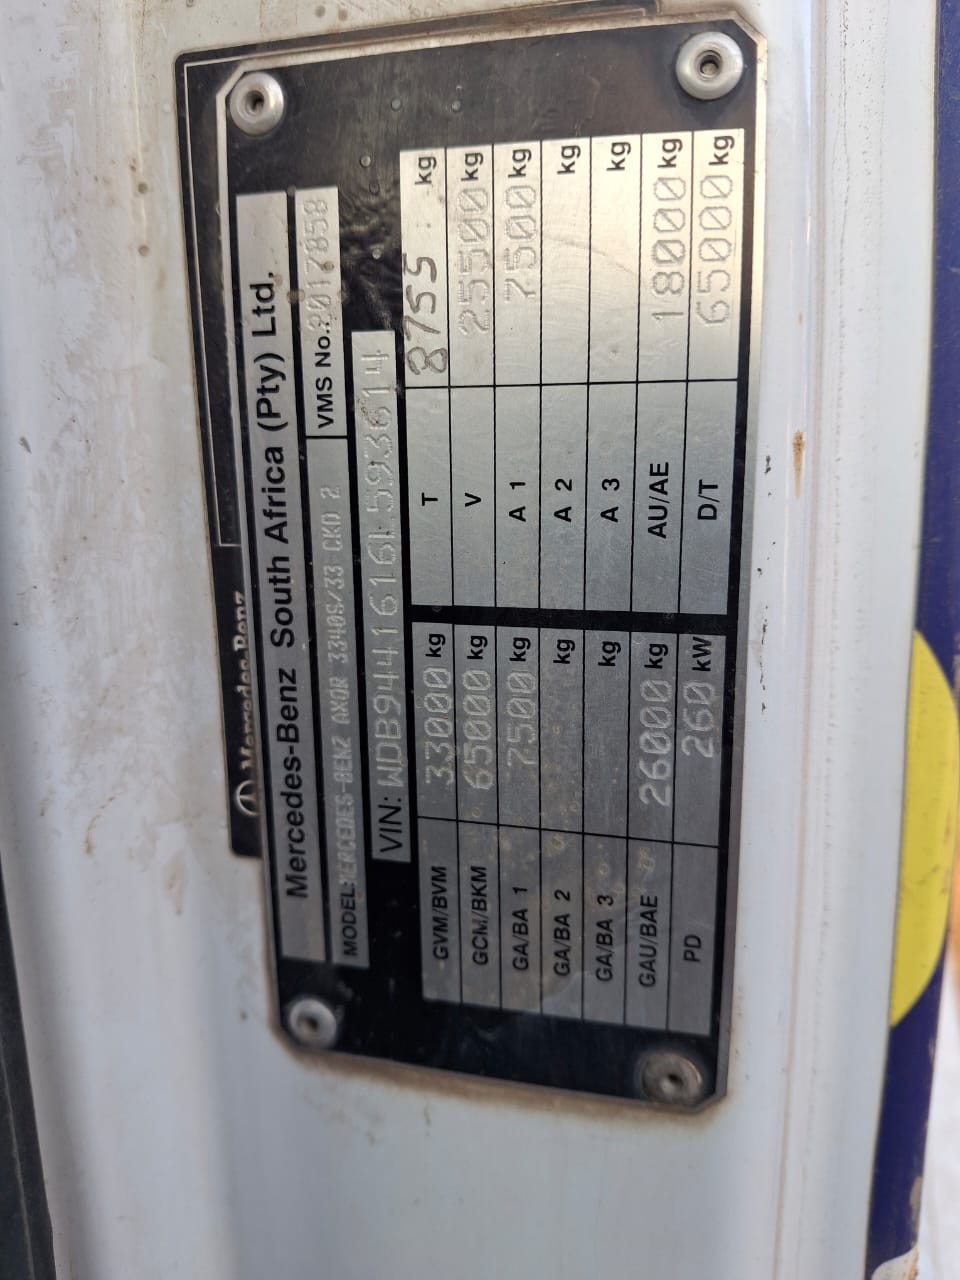 Mercedes-Benz
Mercedes-Benz South Africa (Pty) Ltd,
MODEL: MERCEDES-BENZ AXOR 3340S/33 CKD 2 VMS No.: 8017858
VIN: WDB9441616L593614
GVM/BVM 33000 kg T 8755 kg
GCM/BKM 65000 kg V 25500 kg
GA/BA 1 7500 kg A 1 7500 kg
GA/BA 2 kg A 2 kg
GA/BA 3 kg A 3 kg
GAU/BAE 26000 kg AU/AE 18000 kg
PD 260 kW D/T 65000 kg